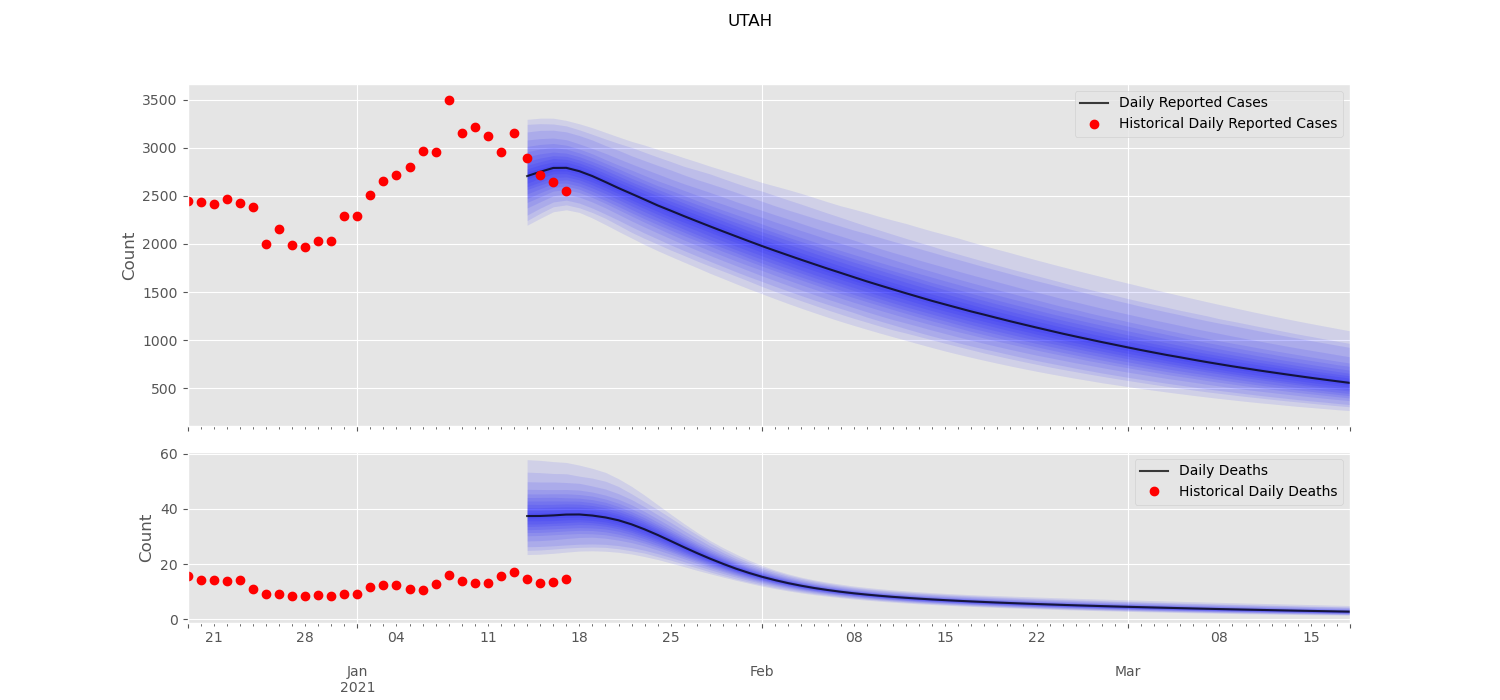 UTAH
3500
3000
2500
2000
1500
1000
500
Count
Daily Reported Cases
Historical Daily Reported Cases
60
40
20
0
Count
Daily Deaths
Historical Daily Deaths
21 28 04 11 18 25 08 15 22 08 15
Jan Feb Mar
2021